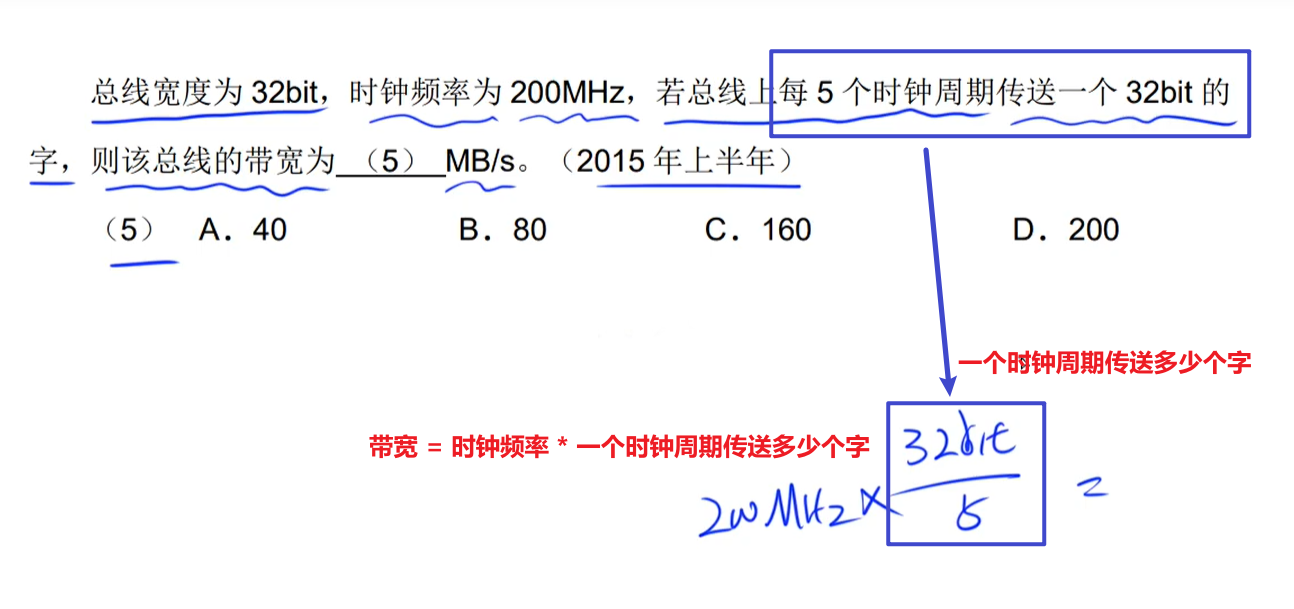 总线宽度为 32bit，时钟频率为 200MHz，若总线上每 5 个时钟周期传送一个 32bit 的
字，则该总线的带宽为 （5） MB/s。（2015 年上半年）
（5） A．40 B．80 C．160 D．200
一个时钟周期传送多少个字
带宽 = 时钟频率 * 一个时钟周期传送多少个字
32bit
200MHz × =
5